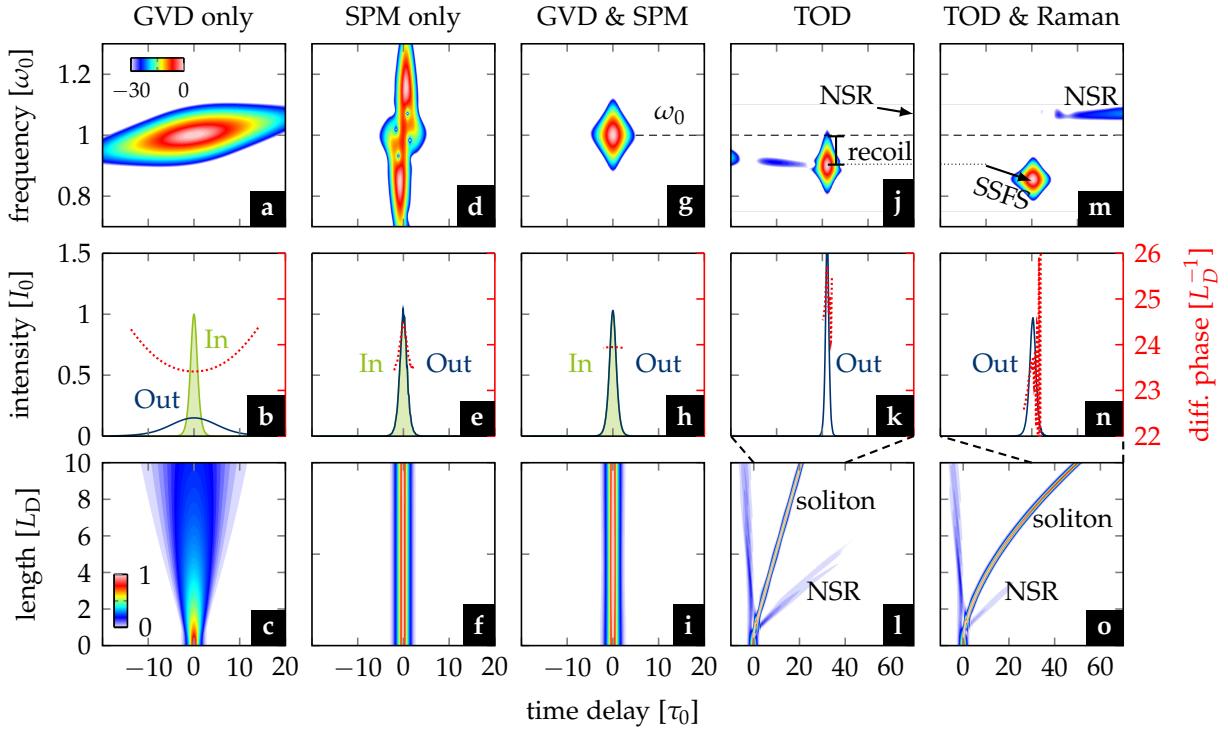 GVD only SPM only GVD & SPM TOD TOD & Raman
frequency [ω₀]
1.2
1
0.8
−30 0
a
d
ω₀
g
NSR
recoil
j
NSR
SSFS
m
intensity [I₀]
1.5
1
0.5
0
In
Out
b
In Out
e
In Out
h
Out
k
Out
n
26
25
24
23
22
diff. phase [L_D⁻¹]
length [L_D]
10
8
6
4
2
0
1
0
c
f
i
soliton
NSR
l
soliton
NSR
o
−10 0 10 20 −10 0 10 20 −10 0 10 20 0 20 40 60 0 20 40 60
time delay [τ₀]